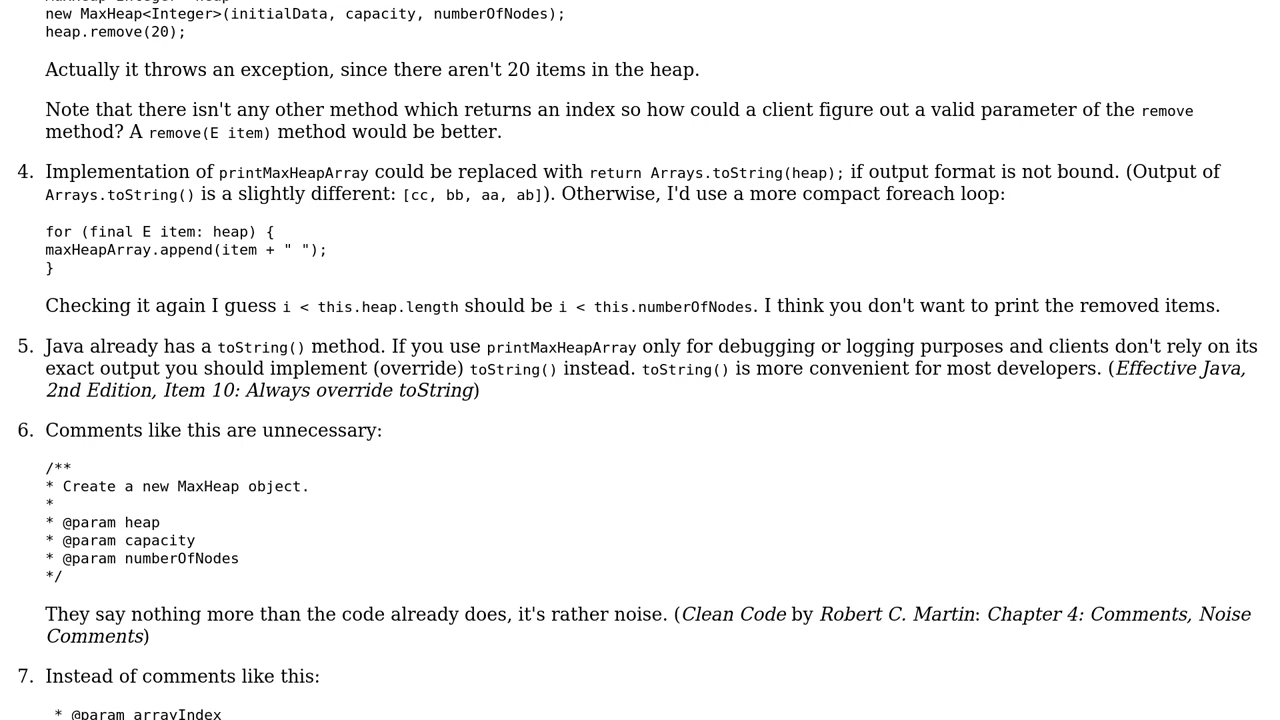 new MaxHeap<Integer>(initialData, capacity, numberOfNodes);
heap.remove(20);
Actually it throws an exception, since there aren't 20 items in the heap.
Note that there isn't any other method which returns an index so how could a client figure out a valid parameter of the remove
method? A remove(E item) method would be better.
4. Implementation of printMaxHeapArray could be replaced with return Arrays.toString(heap); if output format is not bound. (Output of
Arrays.toString() is a slightly different: [cc, bb, aa, ab]). Otherwise, I'd use a more compact foreach loop:
for (final E item: heap) {
maxHeapArray.append(item + " ");
}
Checking it again I guess i < this.heap.length should be i < this.numberOfNodes. I think you don't want to print the removed items.
5. Java already has a toString() method. If you use printMaxHeapArray only for debugging or logging purposes and clients don't rely on its
exact output you should implement (override) toString() instead. toString() is more convenient for most developers. (Effective Java,
2nd Edition, Item 10: Always override toString)
6. Comments like this are unnecessary:
/**
* Create a new MaxHeap object.
*
* @param heap
* @param capacity
* @param numberOfNodes
*/
They say nothing more than the code already does, it's rather noise. (Clean Code by Robert C. Martin: Chapter 4: Comments, Noise
Comments)
7. Instead of comments like this:
* @param arrayIndex